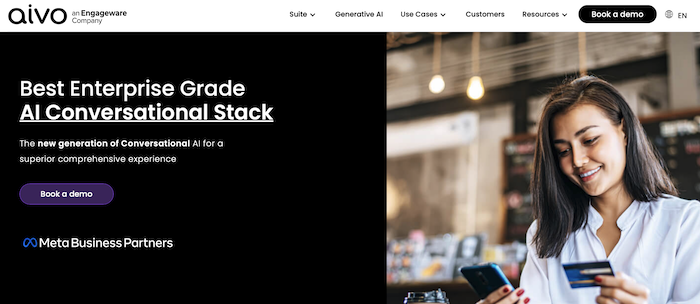 aivo an Engageware Company
Suite Generative AI Use Cases Customers Resources Book a demo EN
Best Enterprise Grade
AI Conversational Stack
The new generation of Conversational AI for a
superior comprehensive experience
Book a demo
Meta Business Partners